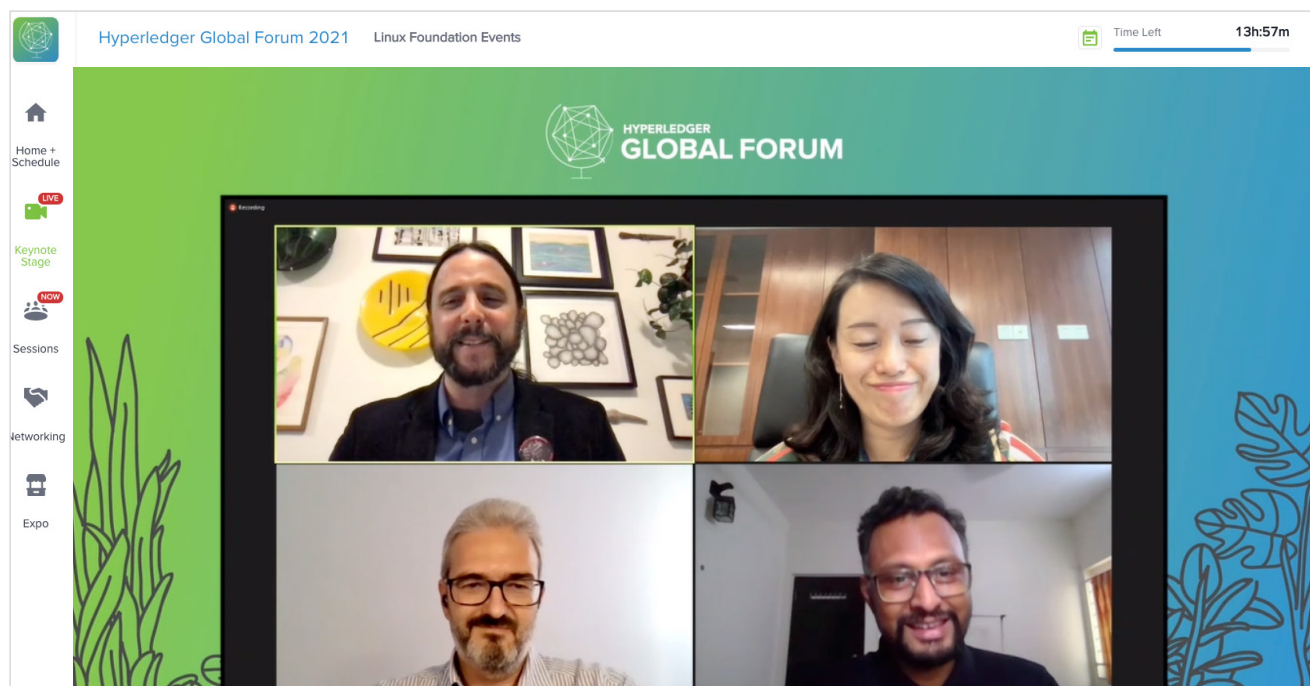 Hyperledger Global Forum 2021 Linux Foundation Events
Time Left 13h:57m
Home +
Schedule
LIVE
Keynote
Stage
NOW
Sessions
Networking
Expo
HYPERLEDGER
GLOBAL FORUM
Recording